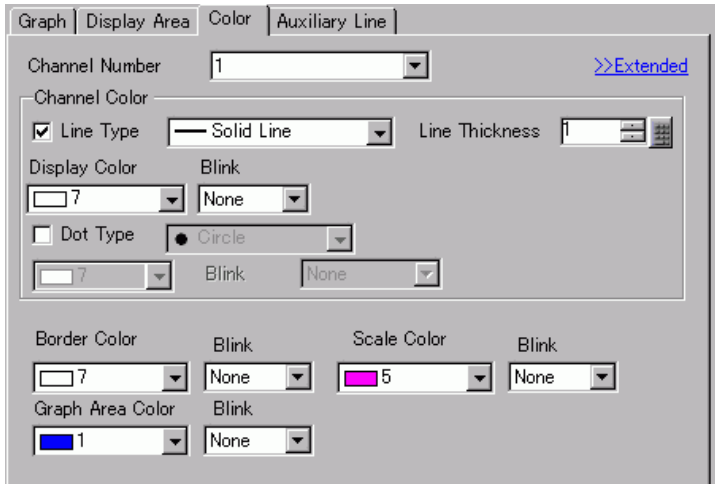 Graph Display Area Color Auxiliary Line
Channel Number 1 >>Extended
Channel Color
Line Type Solid Line Line Thickness 1
Display Color Blink
7 None
Dot Type Circle
7 Blink None
Border Color Blink Scale Color Blink
7 None 5 None
Graph Area Color Blink
1 None